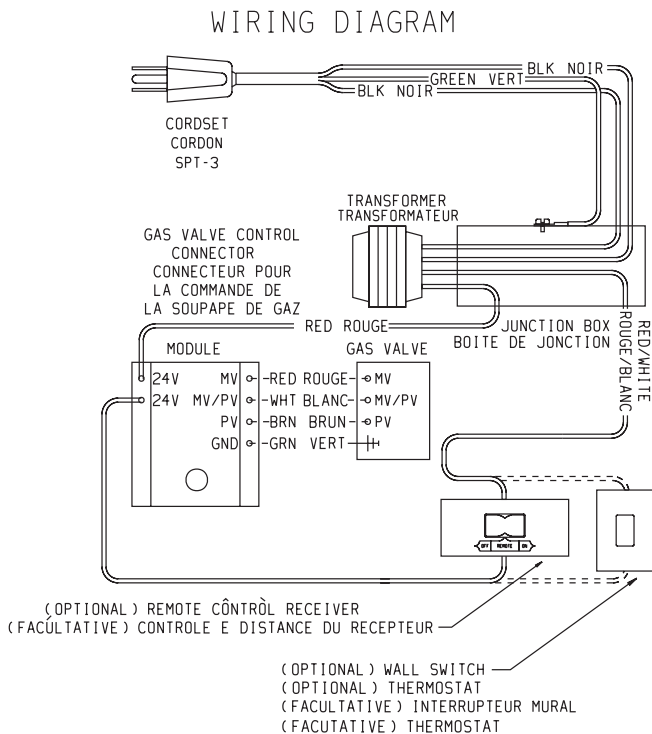 WIRING DIAGRAM
BLK NOIR
GREEN VERT
BLK NOIR
CORDSET
CORDON
SPT-3
TRANSFORMER
TRANSFORMATEUR
GAS VALVE CONTROL
CONNECTOR
CONNECTEUR POUR
LA COMMANDE DE
LA SOUPAPE DE GAZ
RED ROUGE
JUNCTION BOX
BOITE DE JONCTION
RED/WHITE
ROUGE/BLANC
MODULE
GAS VALVE
24V MV RED ROUGE MV
24V MV/PV WHT BLANC MV/PV
PV BRN BRUN PV
GND GRN VERT
OFF REMOTE ON
(OPTIONAL) REMOTE CÔNTRÒL RECEIVER
(FACÚLTATIVE) CONTROLE E DISTANCE DU RECEPTEUR
(OPTIONAL) WALL SWITCH
(OPTIONAL) THERMOSTAT
(FACULTATIVE) INTERRUPTEUR MURAL
(FACUTATIVE) THERMOSTAT